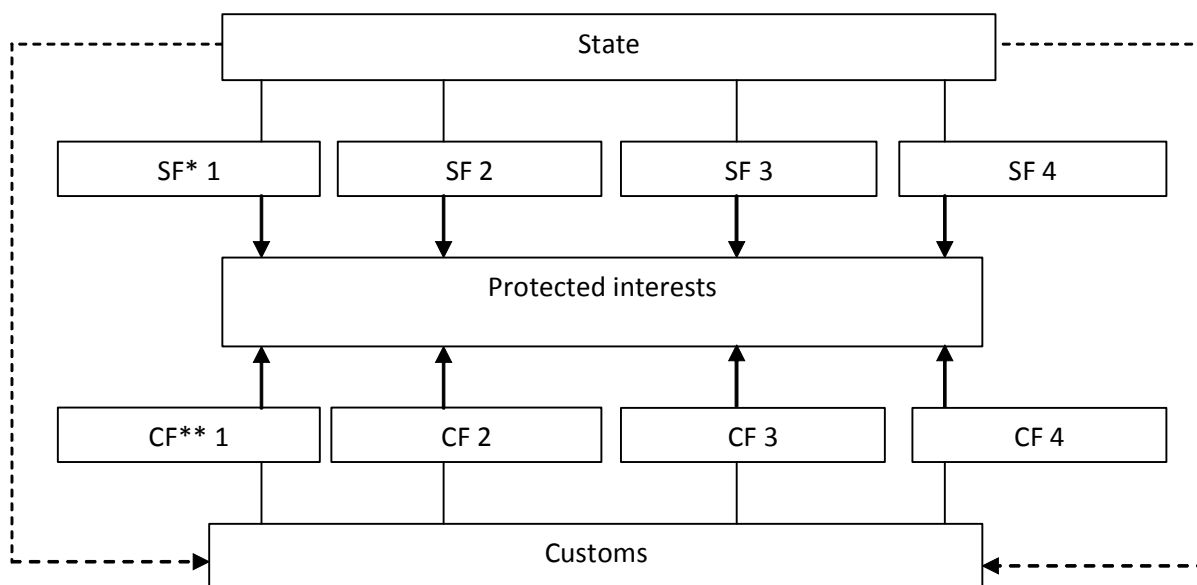 State
SF* 1
SF 2
SF 3
SF 4
Protected interests
CF** 1
CF 2
CF 3
CF 4
Customs